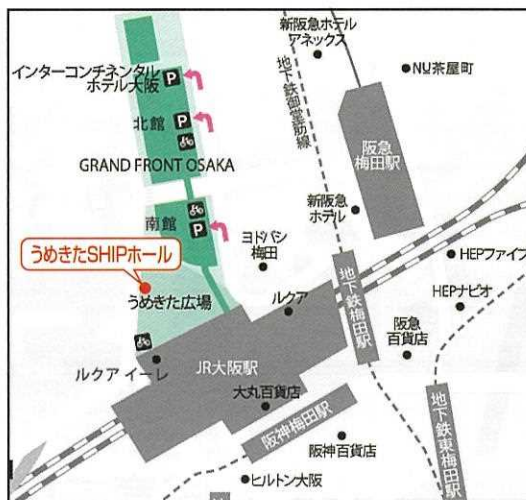 新阪急ホテル
アネックス
インターコンチネンタル
ホテル大阪
P
NU茶屋町
地下鉄御堂筋線
北館
P
阪急
梅田駅
GRAND FRONT OSAKA
新阪急
ホテル
南館
P
ヨドバシ
梅田
HEPファイブ
うめきたSHIPホール
うめきた広場
ルクア
地下鉄梅田駅
HEPナビオ
阪急
百貨店
ルクア イーレ
JR大阪駅
大丸百貨店
阪神梅田駅
阪神百貨店
地下鉄東梅田駅
ヒルトン大阪